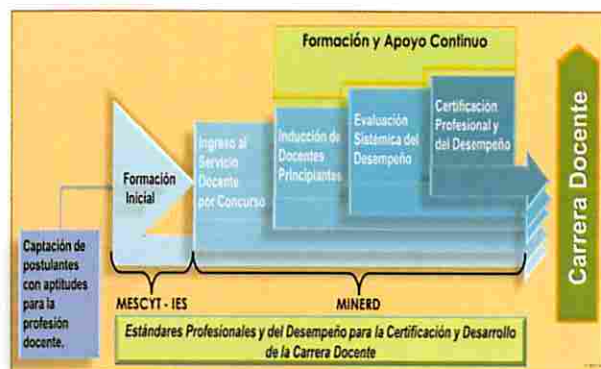 Formación y Apoyo Continuo
Certificación
Profesional y
del Desempeño
Evaluación
Sistémica del
Desempeño
Inducción de
Docentes
Principiantes
Ingreso al
Servicio
Docente
por Concurso
Formación
Inicial
Captación de
postulantes
con aptitudes
para la
profesión
docente.
MESCYT - IES
MINERD
Estándares Profesionales y del Desempeño para la Certificación y Desarrollo
de la Carrera Docente
Carrera Docente